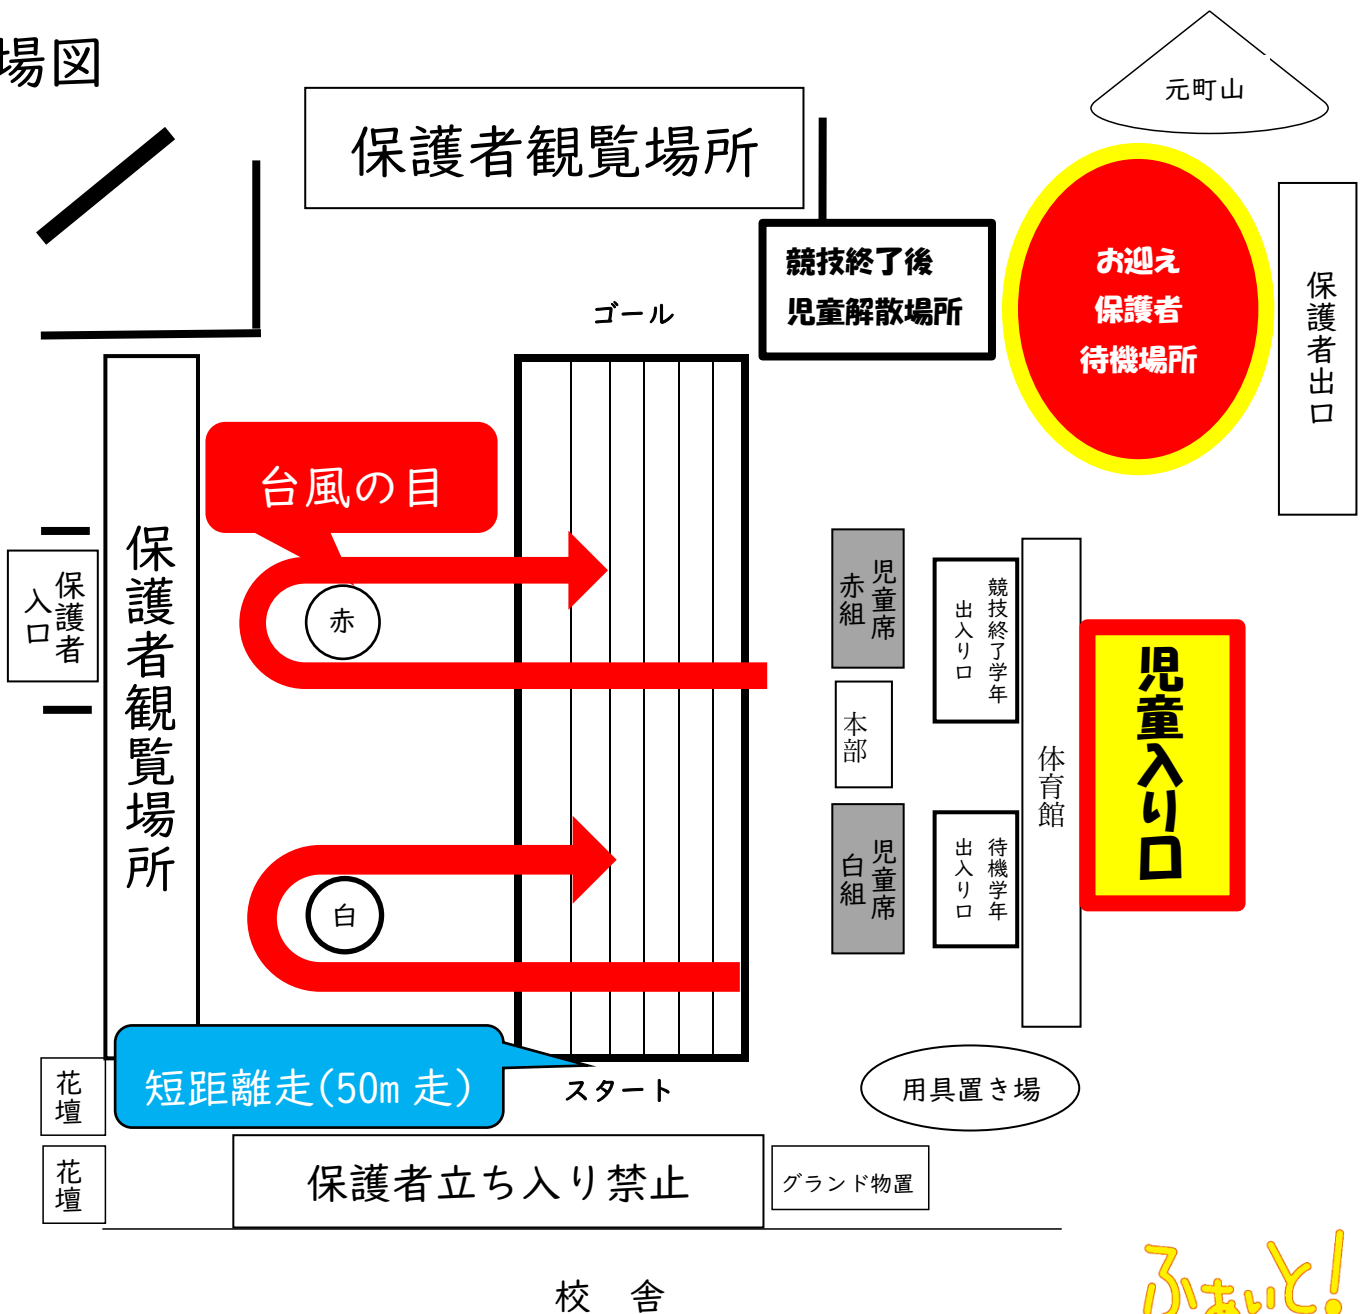 場図
元町山
保護者観覧場所
競技終了後
児童解散場所
お迎え
保護者
待機場所
保護者出口
ゴール
台風の目
保護者
入口
保護者観覧場所
赤
児童席
赤組
競技終了学年
出入り口
本部
体育館
児童入り口
白
児童席
白組
待機学年
出入り口
短距離走(50m 走)
スタート
用具置き場
花壇
花壇
保護者立ち入り禁止
グランド物置
校 舎
ふぁいと!